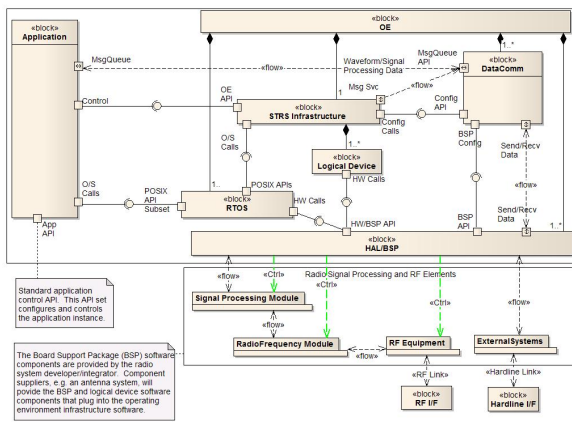 «block»
OE
«block»
Application
MsgQueue
Waveform/Signal
Processing Data
«flow»
MsgQueue
API
1..*
«block»
DataComm
Msg Svc
«flow»
Control
OE
API
1
«block»
STRS Infrastructure
Config
Calls
Config
API
O/S
Calls
1..*
«block»
Logical Device
HW Calls
BSP
Config
Send/Recv
Data
«flow»
O/S
Calls
POSIX
API
Subset
1..
POSIX APIs
«block»
RTOS
HW Calls
HW/BSP API
BSP
API
Send/Recv
Data
1..*
App
API
«block»
HAL/BSP
Radio Signal Processing and RF Elements
«flow»
«Ctrl»
«Ctrl»
«Ctrl»
«flow»
Signal Processing Module
«flow»
RadioFrequency Module
«flow»
RF Equipment
ExternalSystems
«RF Link»
«Hardline Link»
«block»
RF I/F
«block»
Hardline I/F
Standard application
control API. This API set
configures and controls
the application instance.
The Board Support Package (BSP) software
components are provided by the radio
system developer/integrator. Component
suppliers, e.g. an antenna system, will
povide the BSP and logical device software
components that plug into the operating
environment infrastructure software.